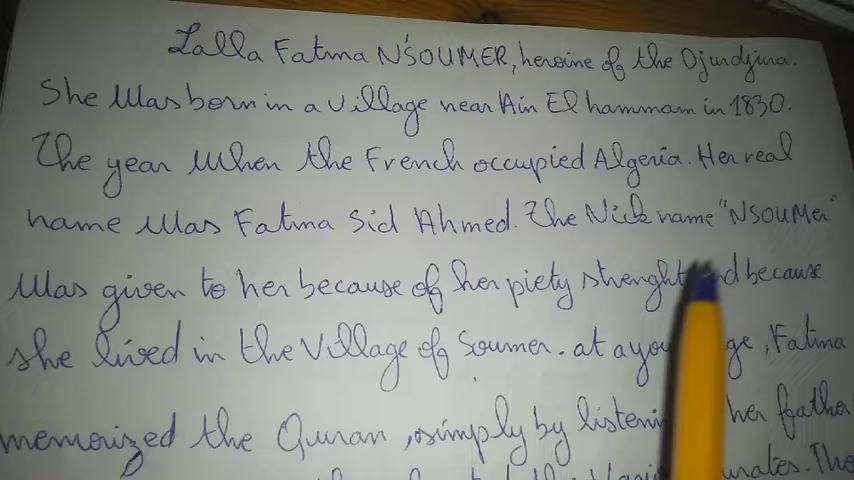 Lalla Fatma N'SOUMER, heroine of the Djurdjura.
She Was born in a village near Ain El hammam in 1830.
The year When the French occupied Algeria. Her real
name Was Fatma Sid Ahmed. The Nick name "NSOUMer"
Was given to her because of her piety strenght and because
she lived in the Village of Soumer. at a age, Fatma
memorized the Quran, simply by her father